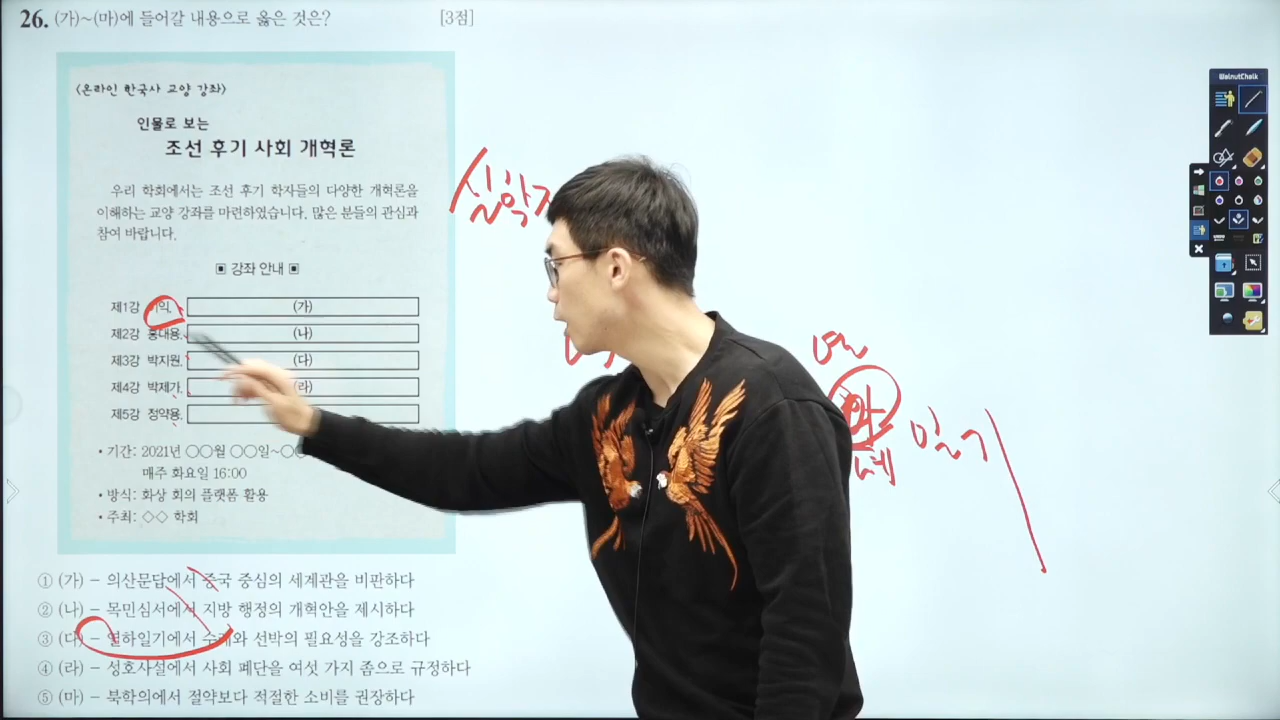 26. (가)~(마)에 들어갈 내용으로 옳은 것은? [3점]
<온라인 한국사 교양 강좌>
인물로 보는
조선 후기 사회 개혁론
우리 학회에서는 조선 후기 학자들의 다양한 개혁론을
이해하는 교양 강좌를 마련하였습니다. 많은 분들의 관심과
참여 바랍니다.
▣ 강좌 안내 ▣
제1강 이익, (가)
제2강 홍대용, (나)
제3강 박지원, (다)
제4강 박제가, (라)
제5강 정약용,
• 기간: 2021년 ○○월 ○○일~○○
매주 화요일 16:00
• 방식: 화상 회의 플랫폼 활용
• 주최: ◇◇ 학회
① (가) - 의산문답에서 중국 중심의 세계관을 비판하다
② (나) - 목민심서에서 지방 행정의 개혁안을 제시하다
③ (다) - 열하일기에서 수레와 선박의 필요성을 강조하다
④ (라) - 성호사설에서 사회 폐단을 여섯 가지 좀으로 규정하다
⑤ (마) - 북학의에서 절약보다 적절한 소비를 권장하다
실학자
열
하
일기
WalnutChalk